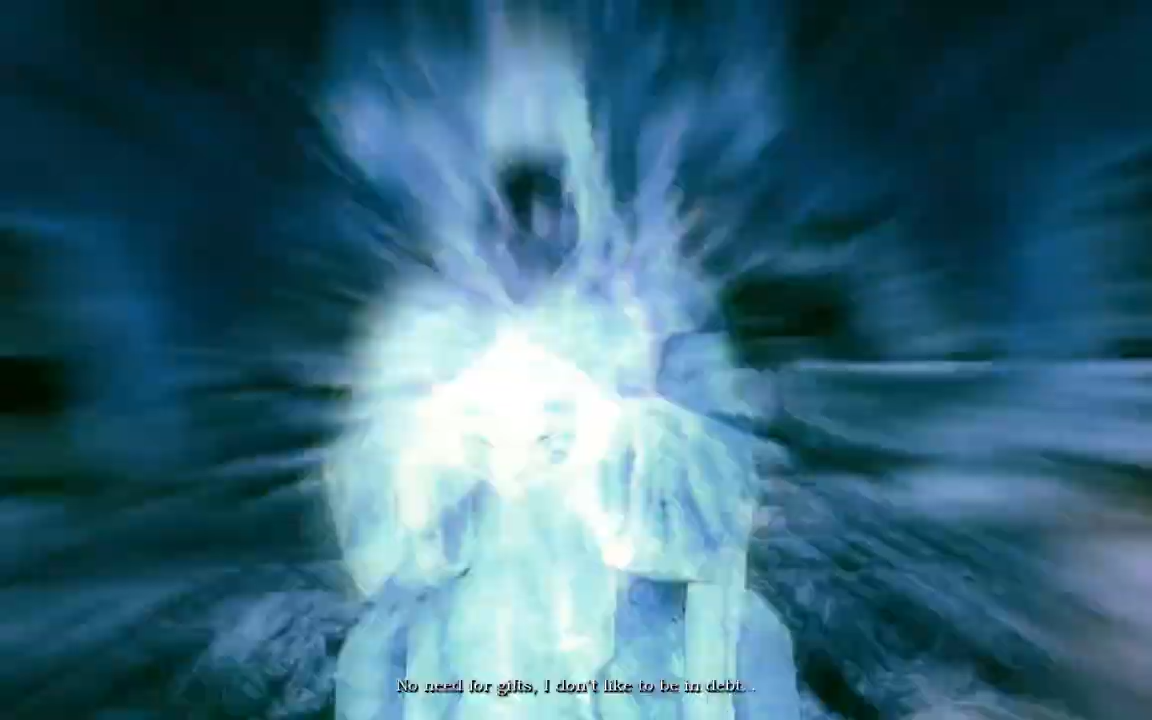 No need for gifts, I don't like to be in debt. .